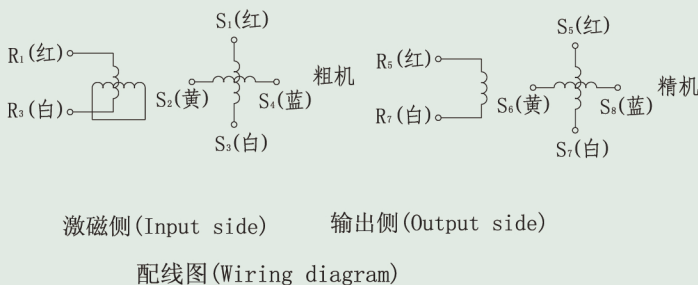 S₁(红)
R₁(红)
粗机
S₂(黄)
S₄(蓝)
R₃(白)
S₃(白)
S₅(红)
R₅(红)
精机
S₆(黄)
S₈(蓝)
R₇(白)
S₇(白)
激磁侧(Input side)
输出侧(Output side)
配线图(Wiring diagram)